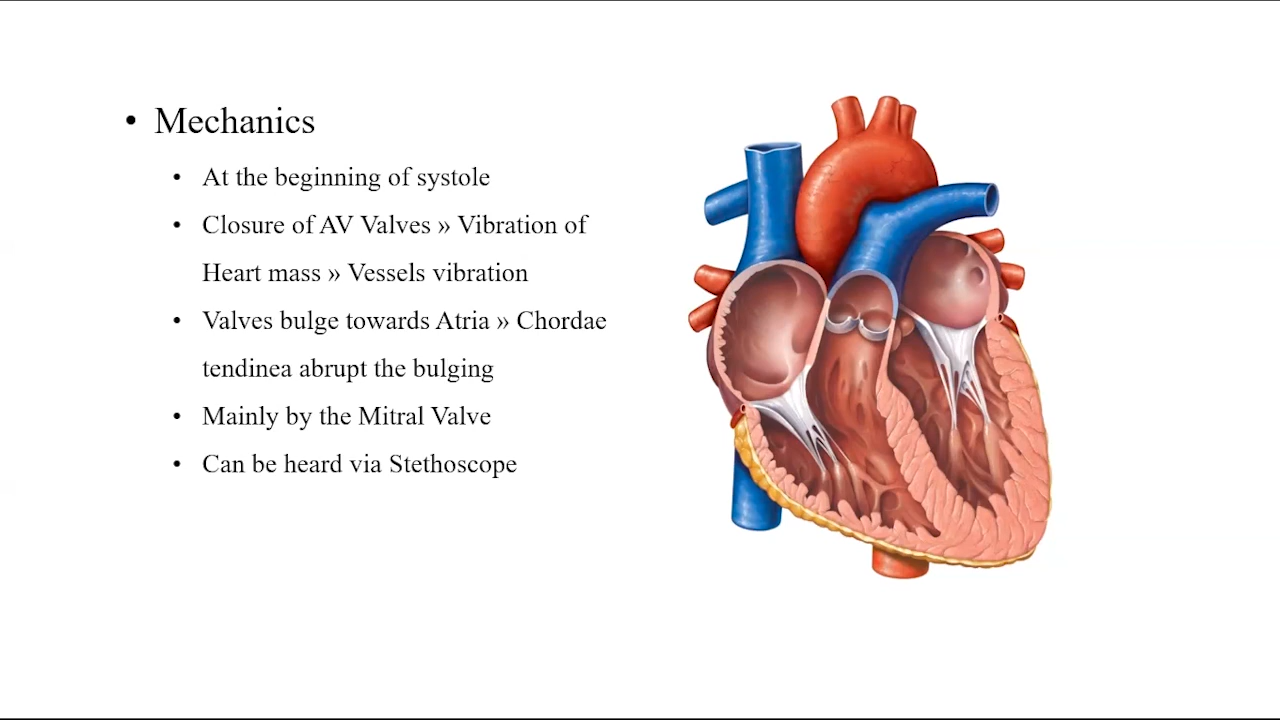 • Mechanics
• At the beginning of systole
• Closure of AV Valves » Vibration of
Heart mass » Vessels vibration
• Valves bulge towards Atria » Chordae
tendinea abrupt the bulging
• Mainly by the Mitral Valve
• Can be heard via Stethoscope